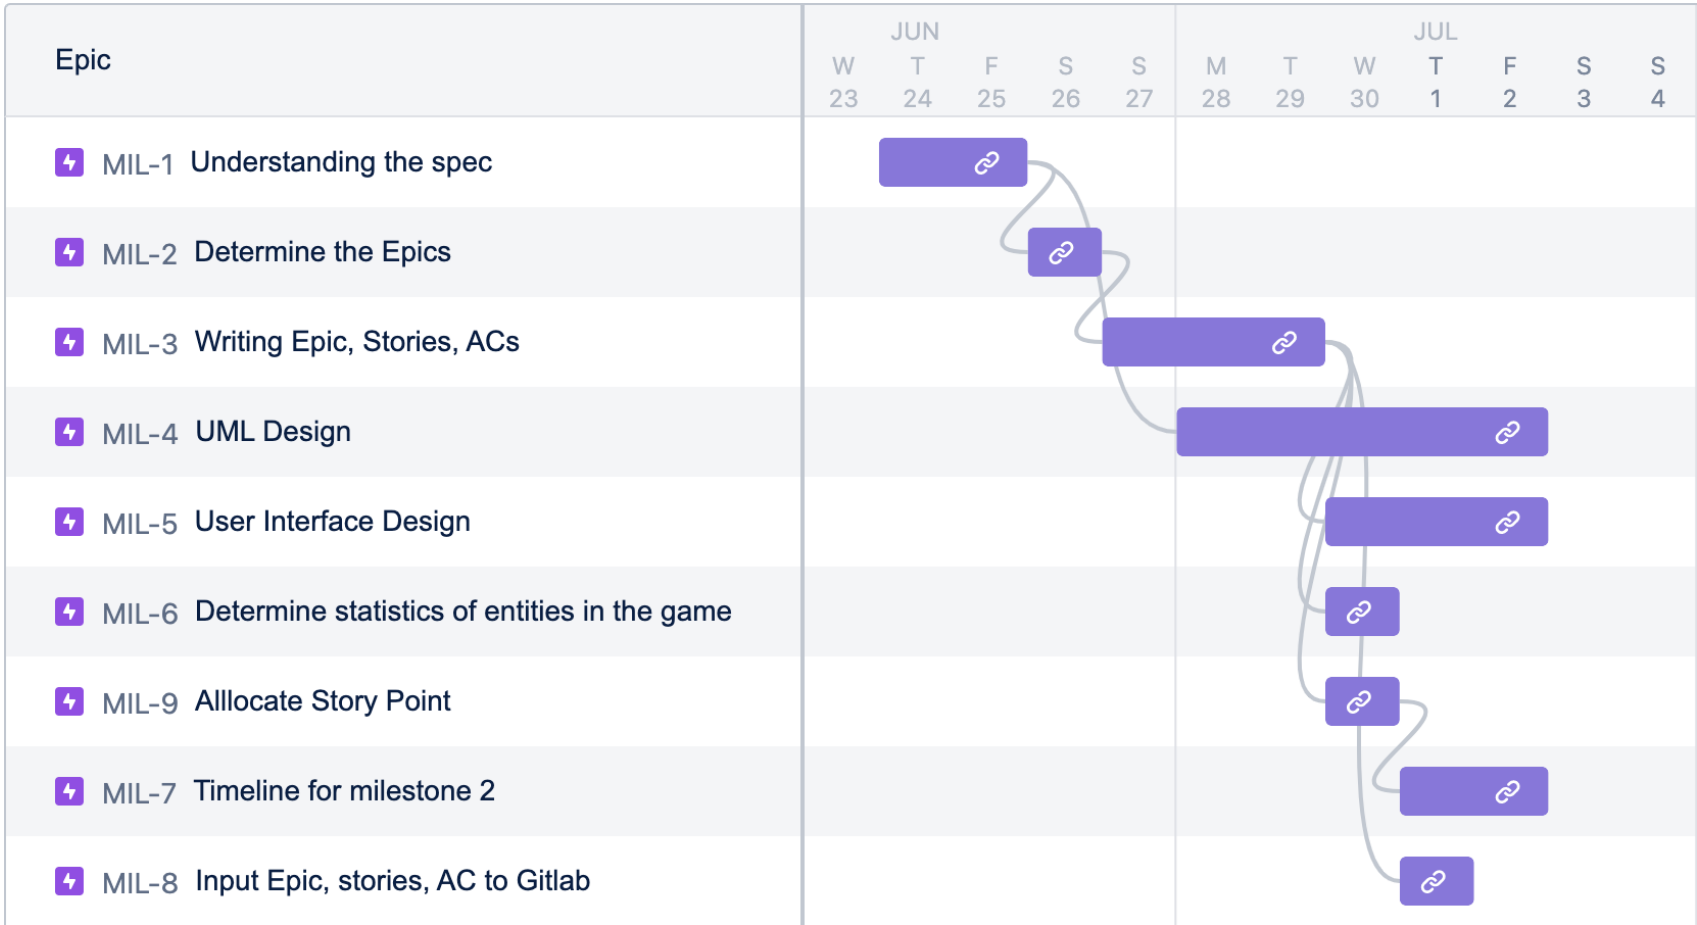 Epic
JUN JUL
W T F S S M T W T F S S
23 24 25 26 27 28 29 30 1 2 3 4
MIL-1 Understanding the spec
MIL-2 Determine the Epics
MIL-3 Writing Epic, Stories, ACs
MIL-4 UML Design
MIL-5 User Interface Design
MIL-6 Determine statistics of entities in the game
MIL-9 Alllocate Story Point
MIL-7 Timeline for milestone 2
MIL-8 Input Epic, stories, AC to Gitlab